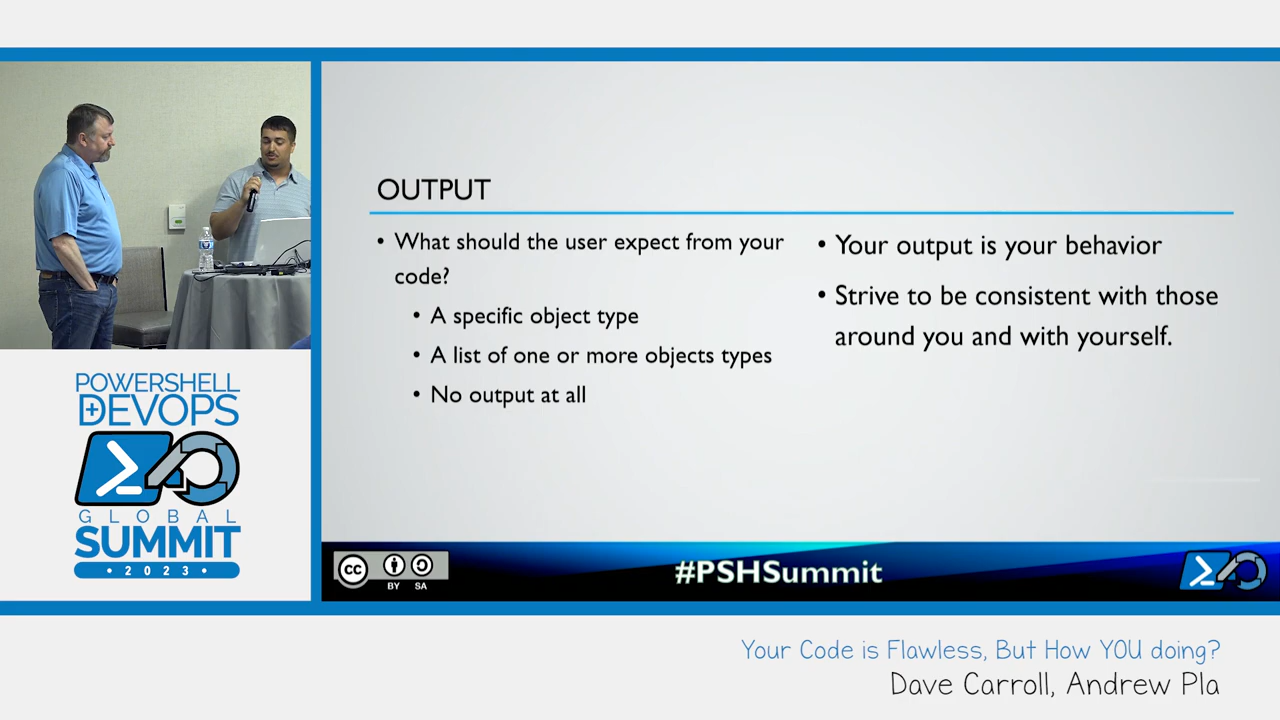 OUTPUT
• What should the user expect from your
code?
• A specific object type
• A list of one or more objects types
• No output at all
• Your output is your behavior
• Strive to be consistent with those
around you and with yourself.
POWERSHELL
+DEVOPS
GLOBAL
SUMMIT
• 2023 •
cc
BY SA
#PSHSummit
Your Code is Flawless, But How YOU doing?
Dave Carroll, Andrew Pla